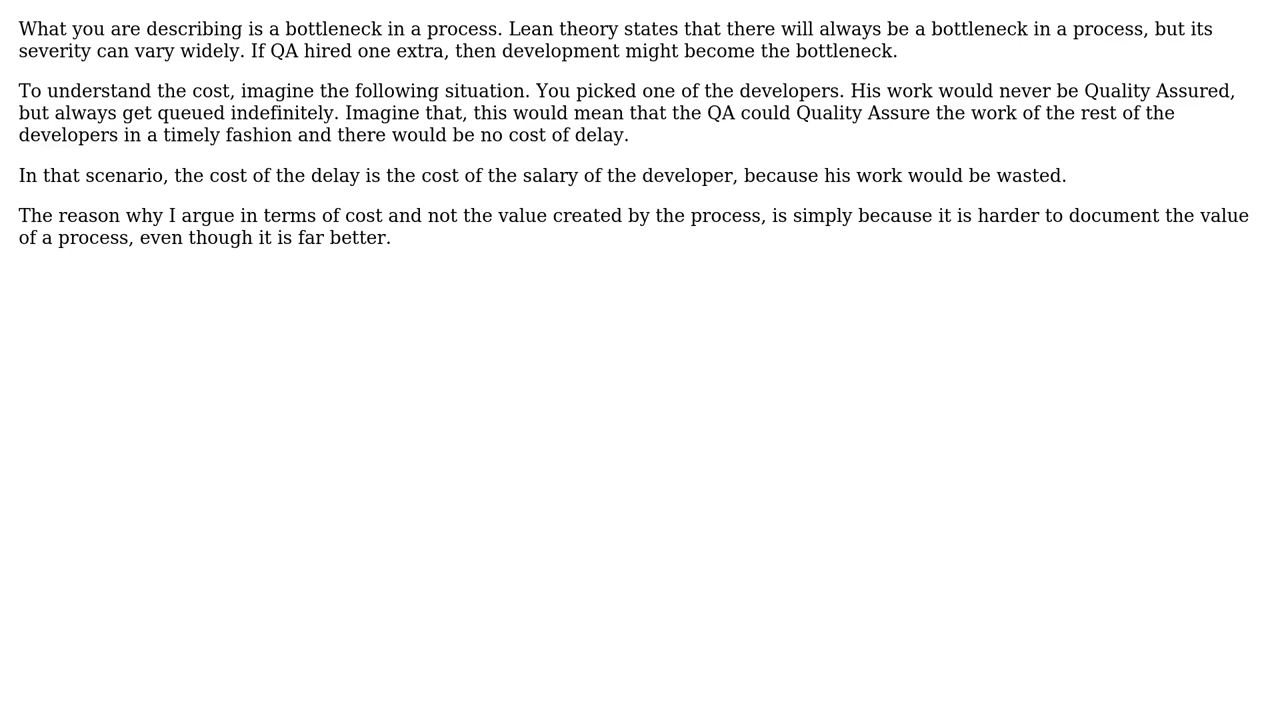 What you are describing is a bottleneck in a process. Lean theory states that there will always be a bottleneck in a process, but its
severity can vary widely. If QA hired one extra, then development might become the bottleneck.
To understand the cost, imagine the following situation. You picked one of the developers. His work would never be Quality Assured,
but always get queued indefinitely. Imagine that, this would mean that the QA could Quality Assure the work of the rest of the
developers in a timely fashion and there would be no cost of delay.
In that scenario, the cost of the delay is the cost of the salary of the developer, because his work would be wasted.
The reason why I argue in terms of cost and not the value created by the process, is simply because it is harder to document the value
of a process, even though it is far better.